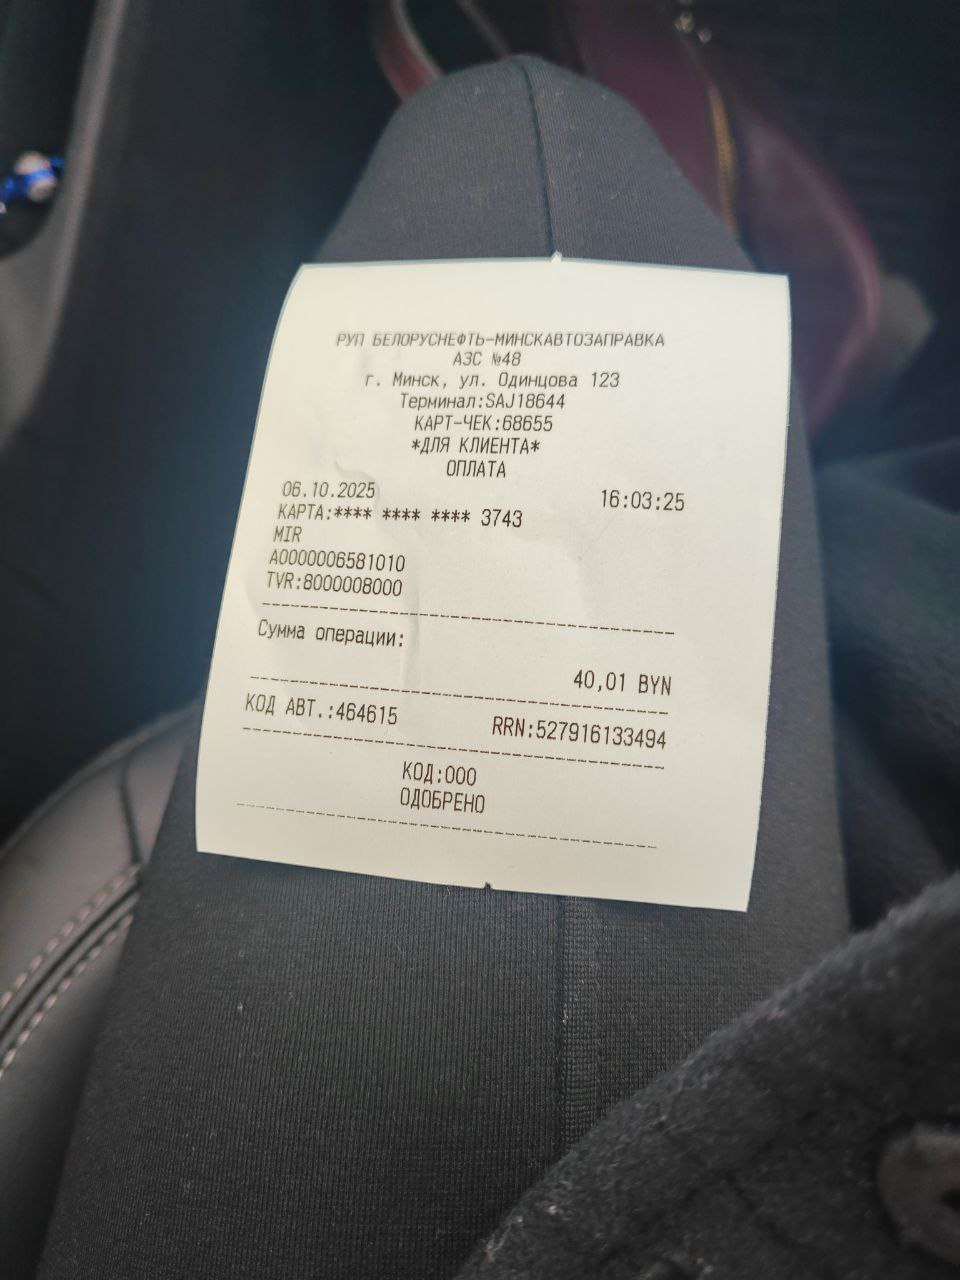 РУП БЕЛОРУСНЕФТЬ-МИНСКАВТОЗАПРАВКА
АЗС №48
г. Минск, ул. Одинцова 123
Терминал:SAJ18644
КАРТ-ЧЕК:68655
*ДЛЯ КЛИЕНТА*
ОПЛАТА
06.10.2025 16:03:25
КАРТА:**** **** **** 3743
MIR
A0000006581010
TVR:8000008000
Сумма операции:
40,01 BYN
КОД АВТ.:464615 RRN:527916133494
КОД:000
ОДОБРЕНО